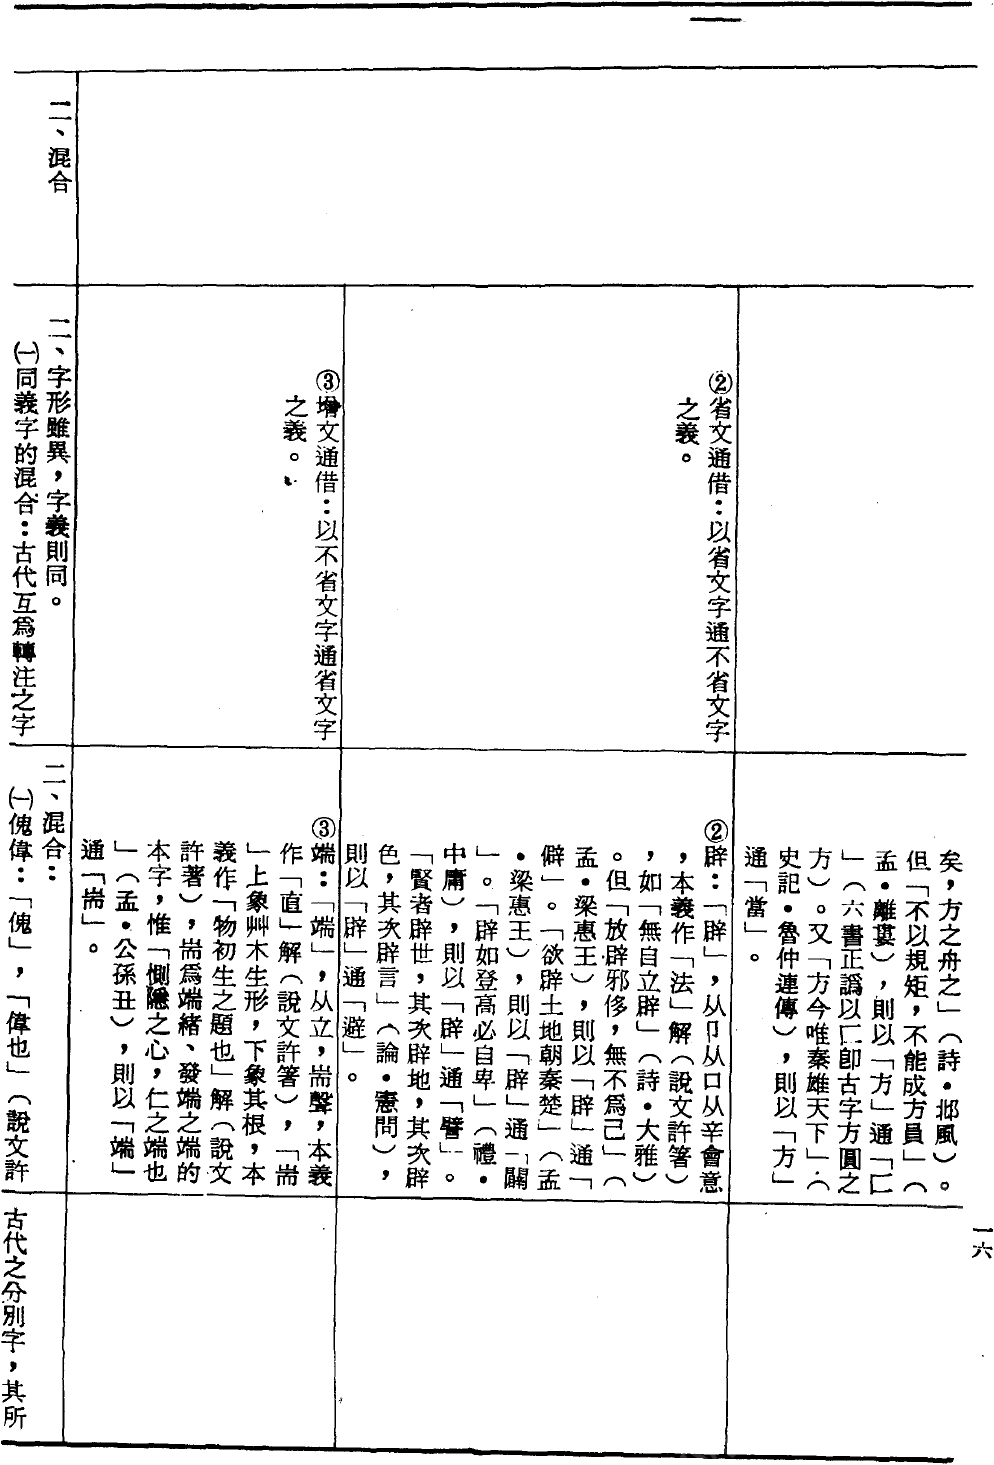 一六
矣，方之舟之」（詩・邶風）。
但「不以規矩，不能成方員」（
孟・離婁），則以「方」通「匚
」（六書正譌以匚卽古字方圓之
方）。又「方今唯秦雄天下」（
史記・魯仲連傳），則以「方」
通「當」。
②省文通借：以省文字通不省文字
之義。
②辟：「辟」，从卩从口从辛會意
，本義作「法」解（說文許箸）
，如「無自立辟」（詩・大雅）
。但「放辟邪侈，無不爲己」（
孟・梁惠王），則以「辟」通「
僻」。「欲辟土地朝秦楚」（孟
・梁惠王），則以「辟」通「闢
」。「辟如登高必自卑」（禮・
中庸），則以「辟」通「譬」。
「賢者辟世，其次辟地，其次辟
色，其次辟言」（論・憲問），
則以「辟」通「避」。
③增文通借：以不省文字通省文字
之義。
③端：「端」，从立，耑聲，本義
作「直」解（說文許箸），「耑
」上象艸木生形，下象其根，本
義作「物初生之題也」解（說文
許著），耑爲端緒、發端之端的
本字，惟「惻隱之心，仁之端也
」（孟・公孫丑），則以「端」
通「耑」。
二、混合
二、字形雖異，字義則同。
㈠同義字的混合：古代互爲轉注之字
二、混合：
㈠傀偉：「傀」，「偉也」（說文許
古代之分別字，其所